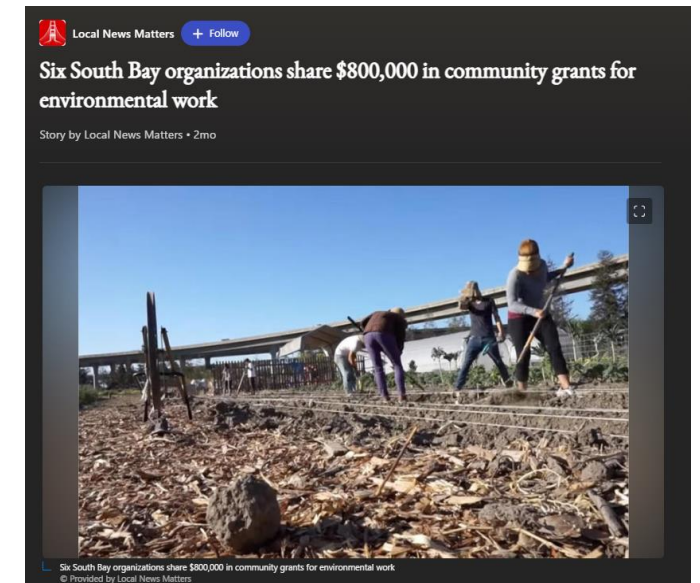 Local News Matters + Follow
Six South Bay organizations share $800,000 in community grants for
environmental work
Story by Local News Matters • 2mo
Six South Bay organizations share $800,000 in community grants for environmental work
© Provided by Local News Matters